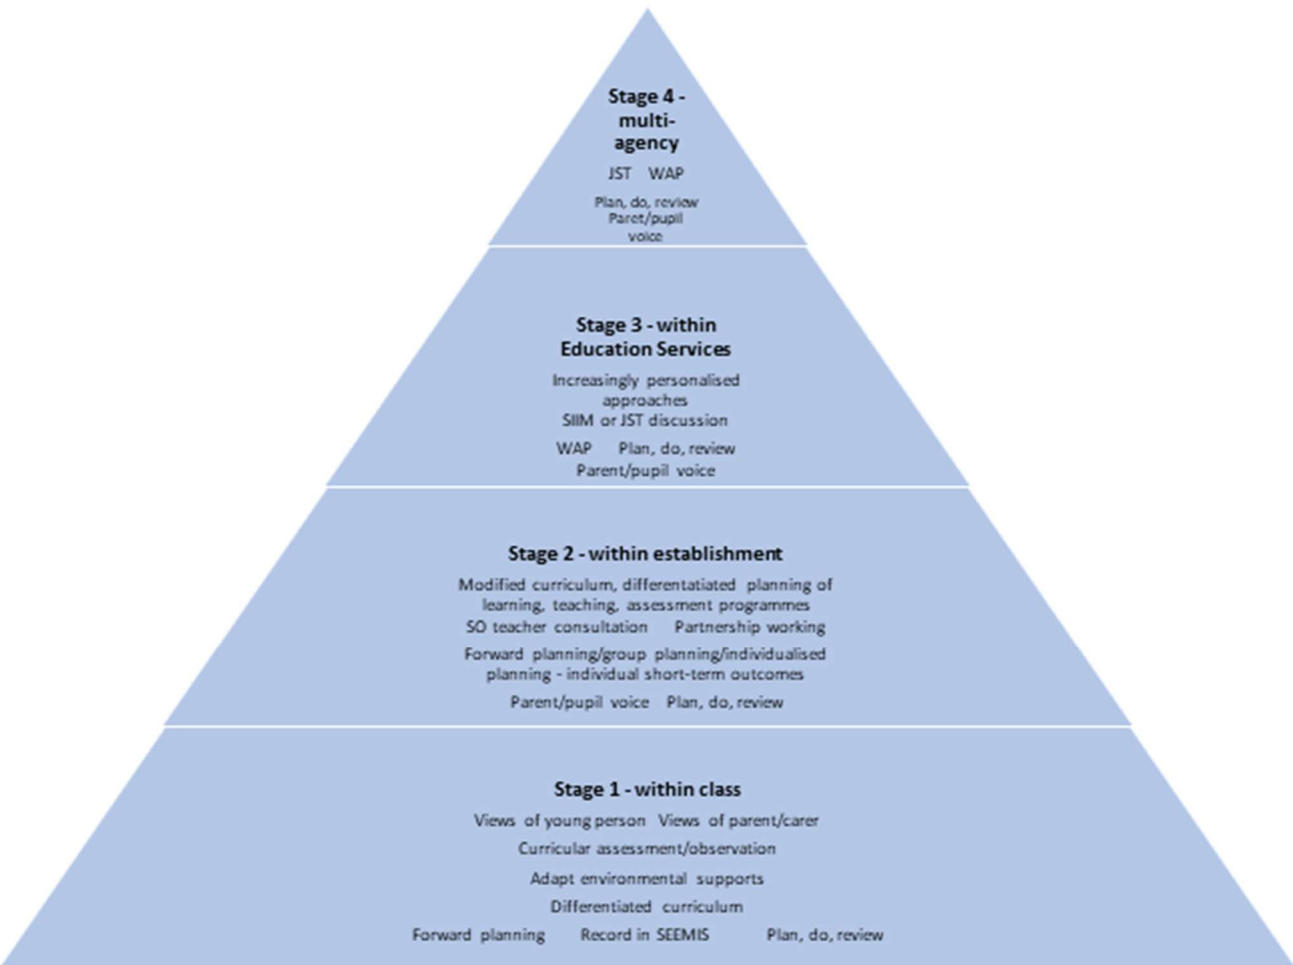 Stage 4 -
multi-
agency
JST WAP
Plan, do, review
Paret/pupil
voice
Stage 3 - within
Education Services
Increasingly personalised
approaches
SIIM or JST discussion
WAP Plan, do, review
Parent/pupil voice
Stage 2 - within establishment
Modified curriculum, differentatiated planning of
learning, teaching, assessment programmes
SO teacher consultation Partnership working
Forward planning/group planning/individualised
planning - individual short-term outcomes
Parent/pupil voice Plan, do, review
Stage 1 - within class
Views of young person Views of parent/carer
Curricular assessment/observation
Adapt environmental supports
Differentiated curriculum
Forward planning Record in SEEMIS Plan, do, review